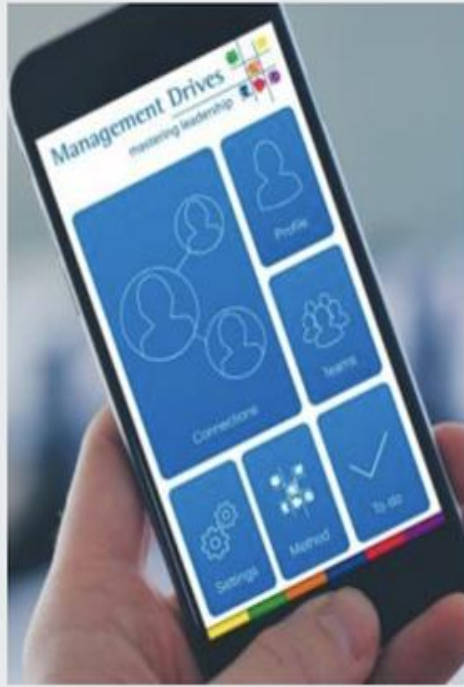 Management Drives
mastering leadership
Profile
Connections
Teams
Settings
Method
To do